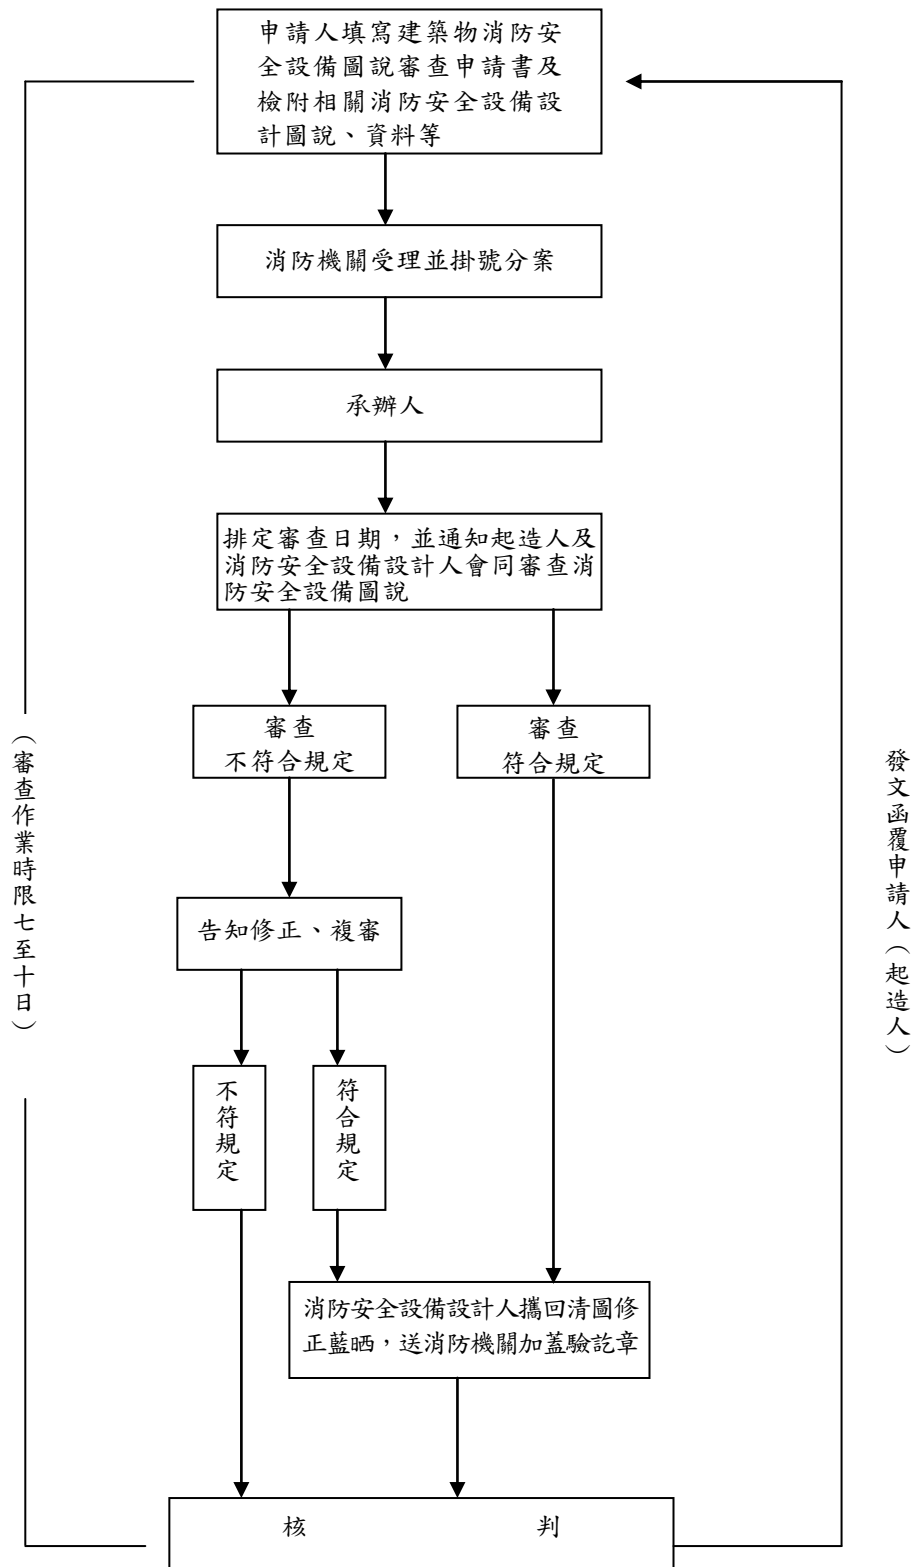 申請人填寫建築物消防安
全設備圖說審查申請書及
檢附相關消防安全設備設
計圖說、資料等
消防機關受理並掛號分案
承辦人
排定審查日期，並通知起造人及
消防安全設備設計人會同審查消
防安全設備圖說
審查
不符合規定
審查
符合規定
（審查作業時限七至十日）
發文函覆申請人（起造人）
告知修正、複審
不符規定
符合規定
消防安全設備設計人攜回清圖修
正藍晒，送消防機關加蓋驗訖章
核 判